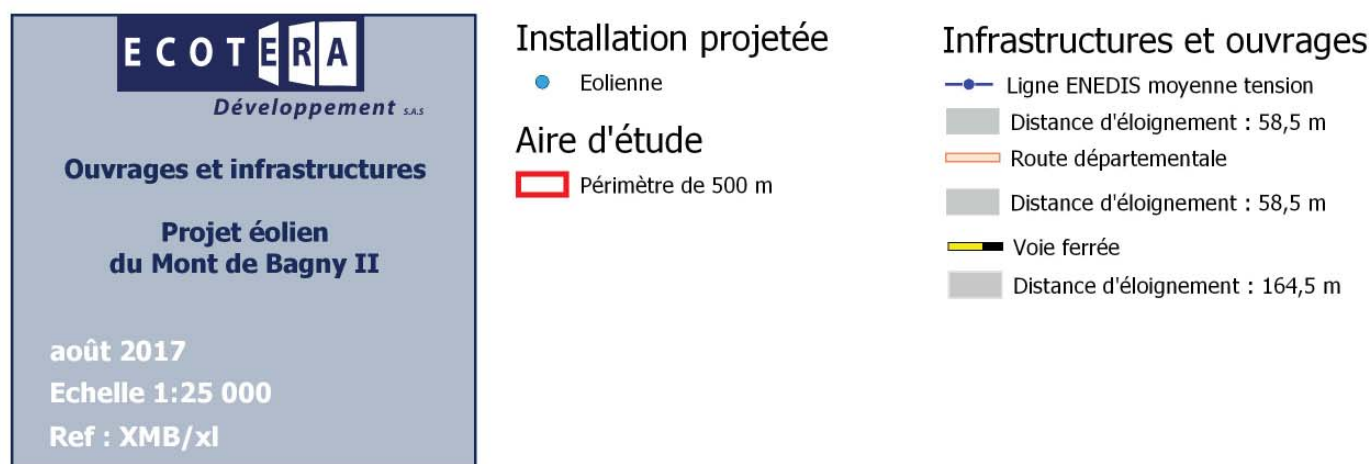 ECOTERA
Développement S.A.S
Ouvrages et infrastructures
Projet éolien
du Mont de Bagny II
août 2017
Echelle 1:25 000
Ref : XMB/xl
Installation projetée
Eolienne
Aire d'étude
Périmètre de 500 m
Infrastructures et ouvrages
Ligne ENEDIS moyenne tension
Distance d'éloignement : 58,5 m
Route départementale
Distance d'éloignement : 58,5 m
Voie ferrée
Distance d'éloignement : 164,5 m